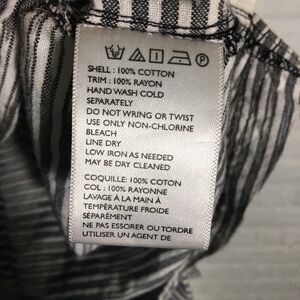 SHELL : 100% COTTON
TRIM : 100% RAYON
HAND WASH COLD
SEPARATELY
DO NOT WRING OR TWIST
USE ONLY NON-CHLORINE
BLEACH
LINE DRY
LOW IRON AS NEEDED
MAY BE DRY CLEANED
COQUILLE: 100% COTON
COL : 100% RAYONNE
LAVAGE À LA MAIN À
TEMPÉRATURE FROIDE
SÉPARÉMENT
NE PAS ESSORER OU TORDRE
UTILISER UN AGENT DE